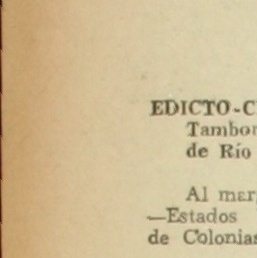 EDICTO-C
Tambor
de Río
Al mar
—Estados
de Colonias